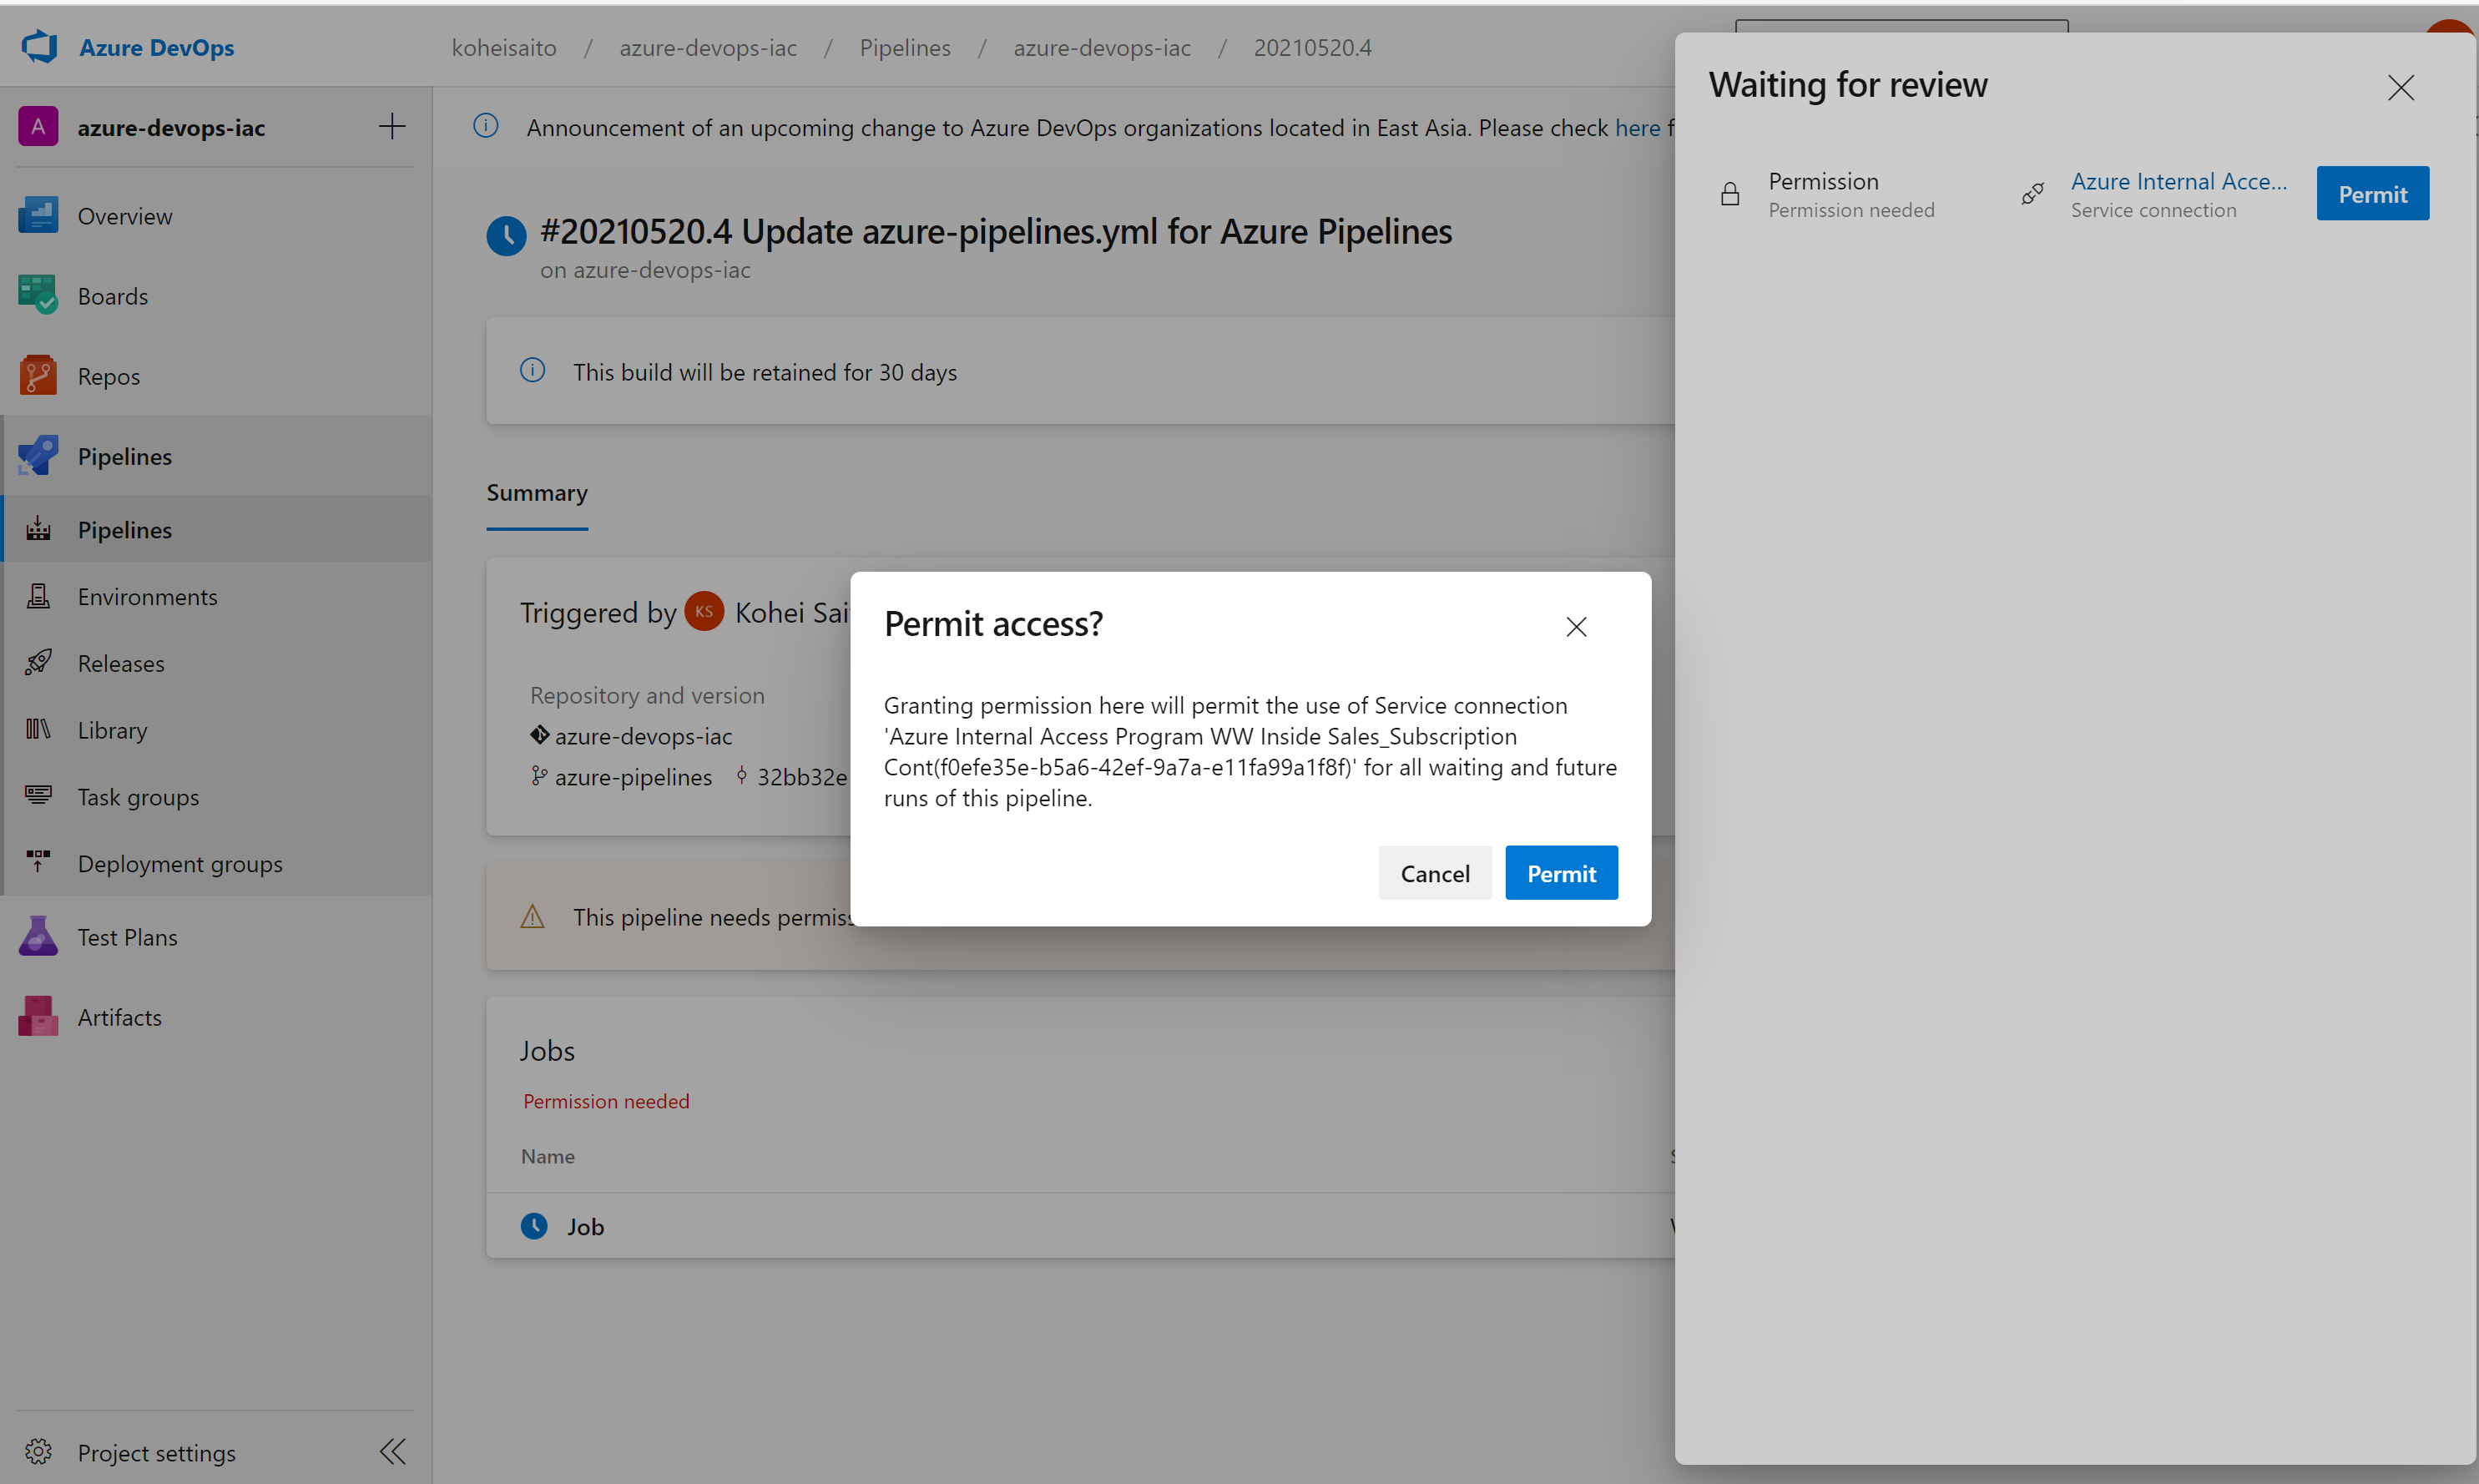 Azure DevOps
koheisaito / azure-devops-iac / Pipelines / azure-devops-iac / 20210520.4
A azure-devops-iac
Overview
Boards
Repos
Pipelines
Pipelines
Environments
Releases
Library
Task groups
Deployment groups
Test Plans
Artifacts
Project settings
Announcement of an upcoming change to Azure DevOps organizations located in East Asia. Please check here f
#20210520.4 Update azure-pipelines.yml for Azure Pipelines
on azure-devops-iac
This build will be retained for 30 days
Summary
Triggered by KS Kohei Sai
Repository and version
azure-devops-iac
azure-pipelines 32bb32e
This pipeline needs permiss
Jobs
Permission needed
Name
Job
Permit access?
Granting permission here will permit the use of Service connection
'Azure Internal Access Program WW Inside Sales_Subscription
Cont(f0efe35e-b5a6-42ef-9a7a-e11fa99a1f8f)' for all waiting and future
runs of this pipeline.
Cancel Permit
Waiting for review
Permission
Permission needed
Azure Internal Acce...
Service connection
Permit